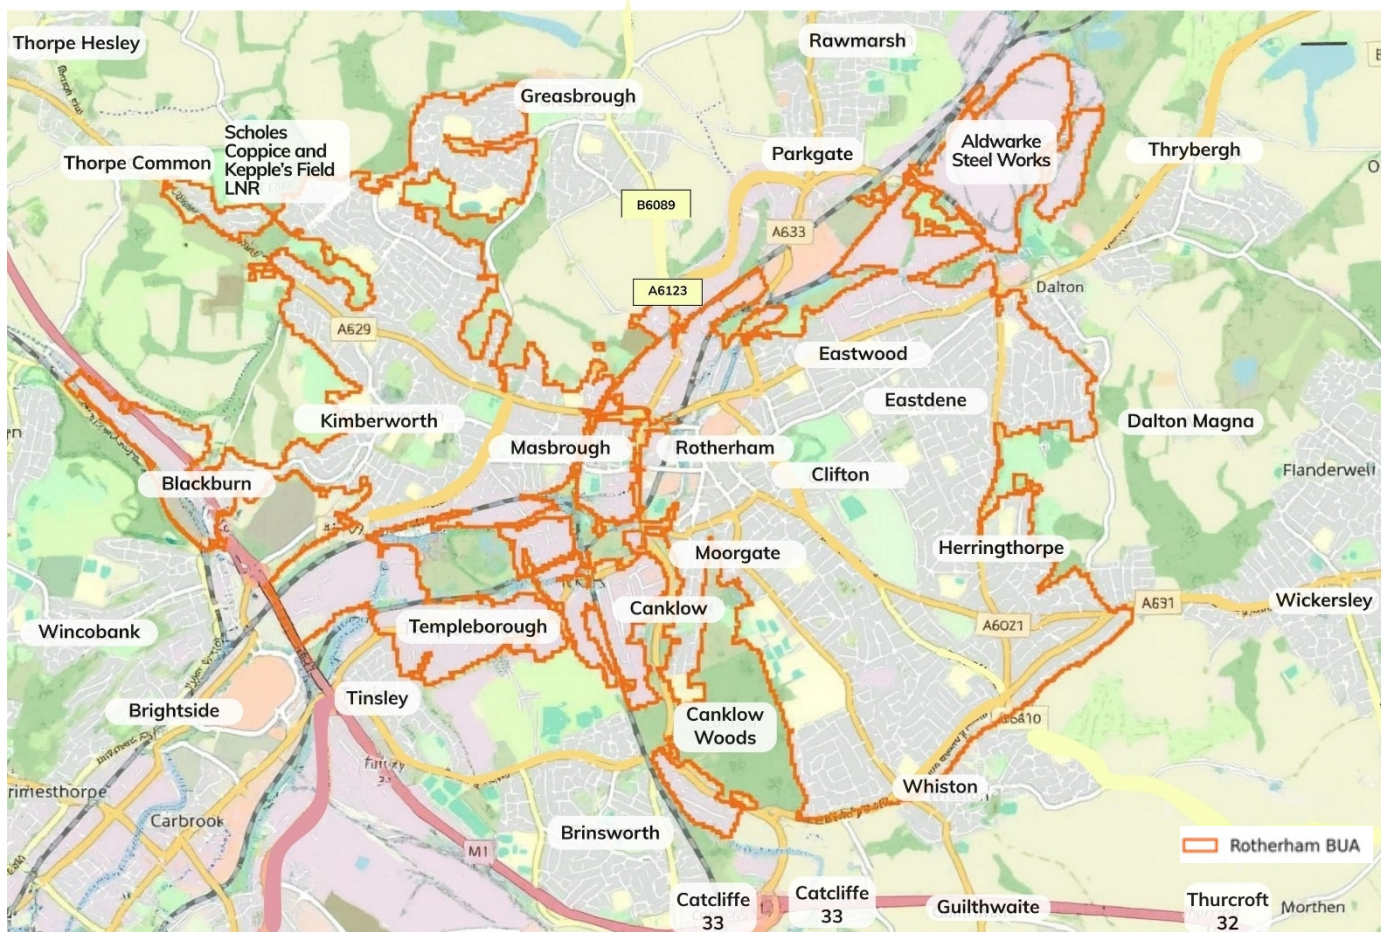 Thorpe Hesley
Rawmarsh
Greasbrough
Scholes
Coppice and
Kepple's Field
LNR
Thorpe Common
Parkgate
Aldwarke
Steel Works
Thrybergh
B6089
A633
A6123
Dalton
A629
Eastwood
Eastdene
Kimberworth
Dalton Magna
Masbrough
Rotherham
Clifton
Flanderwell
Blackburn
Moorgate
Herringthorpe
Canklow
A631
Wickersley
Wincobank
Templeborough
A6021
Tinsley
Brightside
Canklow
Woods
Whiston
rimesthorpe
Carbrook
Brinsworth
M1
Rotherham BUA
Catcliffe
33
Catcliffe
33
Guilthwaite
Thurcroft
32
Morthen